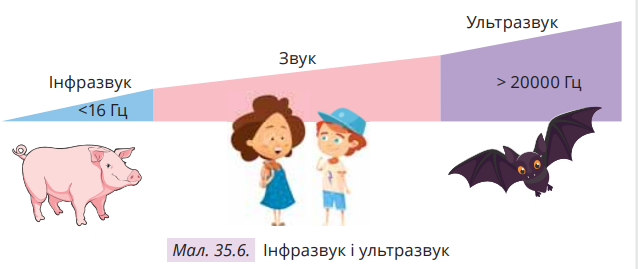 Ультразвук
Звук
Інфразвук
> 20000 Гц
<16 Гц
Мал. 35.6. Інфразвук і ультразвук